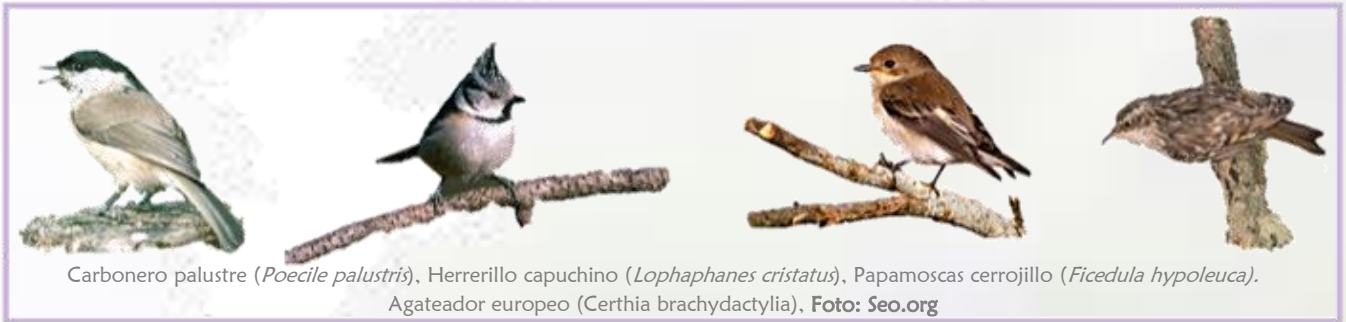 Carbonero palustre (Poecile palustris), Herrerillo capuchino (Lophaphanes cristatus), Papamoscas cerrojillo (Ficedula hypoleuca).
Agateador europeo (Certhia brachydactylia), Foto: Seo.org